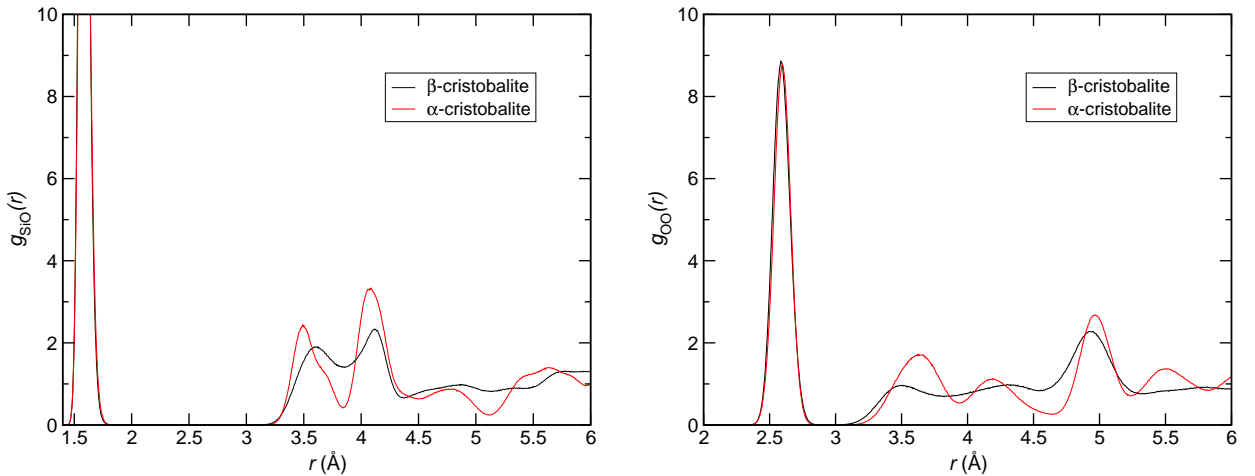 10
8
6
4
2
0
1.5 2 2.5 3 3.5 4 4.5 5 5.5 6
r (Å)
gSiO(r)
β-cristobalite
α-cristobalite
10
8
6
4
2
0
2 2.5 3 3.5 4 4.5 5 5.5 6
r (Å)
gOO(r)
β-cristobalite
α-cristobalite